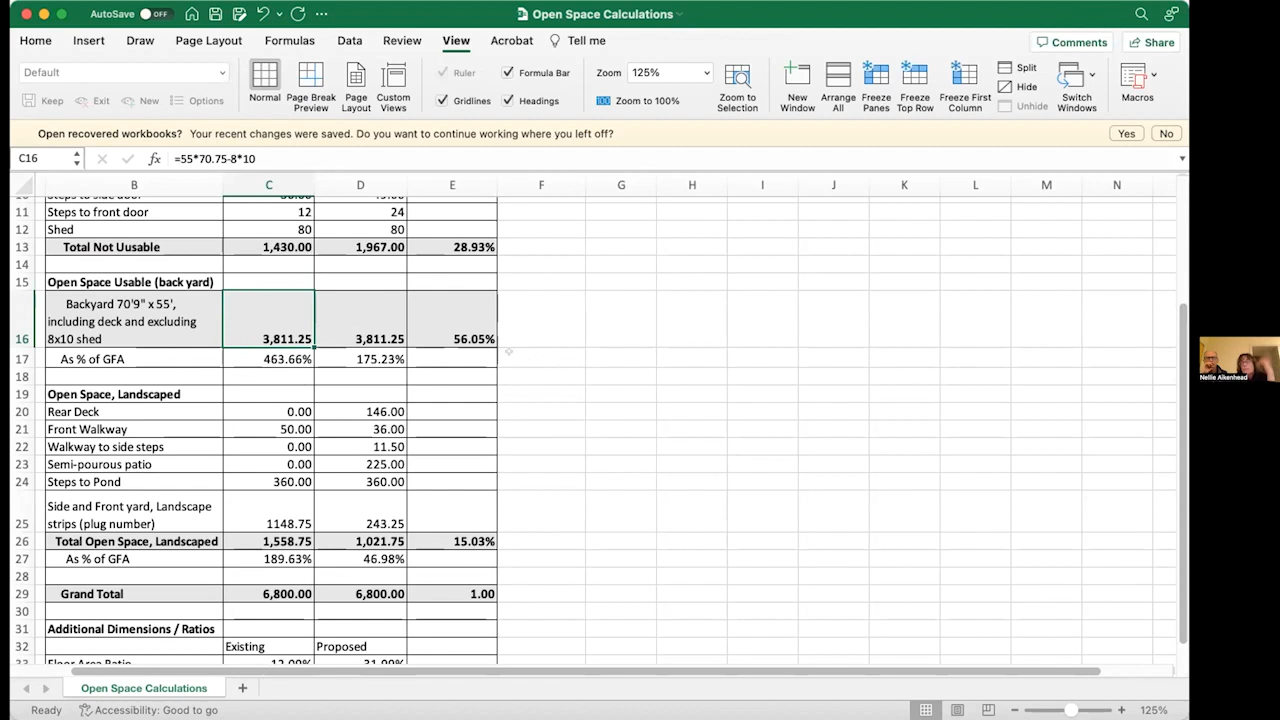 AutoSave OFF Open Space Calculations
Home Insert Draw Page Layout Formulas Data Review View Acrobat Tell me Comments Share
Default Ruler Formula Bar Zoom 125% Split
Keep Exit New Options Normal Page Break Preview Page Layout Custom Views Gridlines Headings Zoom to 100% Zoom to Selection New Window Arrange All Freeze Panes Freeze Top Row Freeze First Column Hide Unhide Switch Windows Macros
Open recovered workbooks? Your recent changes were saved. Do you want to continue working where you left off? Yes No
C16 fx =55*70.75-8*10
B C D E F G H I J K L M N
11 Steps to front door 12 24
12 Shed 80 80
13 Total Not Uusable 1,430.00 1,967.00 28.93%
14
15 Open Space Usable (back yard)
Backyard 70'9" x 55',
including deck and excluding
16 8x10 shed 3,811.25 3,811.25 56.05%
17 As % of GFA 463.66% 175.23%
18
19 Open Space, Landscaped
20 Rear Deck 0.00 146.00
21 Front Walkway 50.00 36.00
22 Walkway to side steps 0.00 11.50
23 Semi-pourous patio 0.00 225.00
24 Steps to Pond 360.00 360.00
Side and Front yard, Landscape
25 strips (plug number) 1148.75 243.25
26 Total Open Space, Landscaped 1,558.75 1,021.75 15.03%
27 As % of GFA 189.63% 46.98%
28
29 Grand Total 6,800.00 6,800.00 1.00
30
31 Additional Dimensions / Ratios
32 Existing Proposed
33 Floor Area Ratio 12.09% 31.99%
Open Space Calculations
Ready Accessibility: Good to go 125%
Nellie Aikenhead